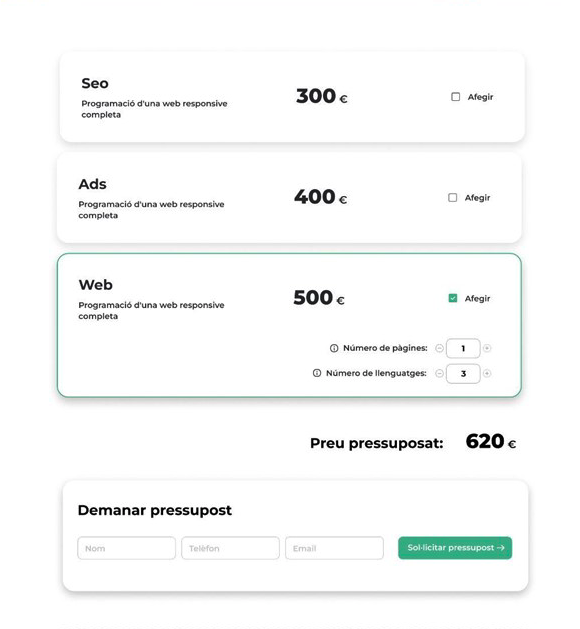 Seo
Programació d'una web responsive
completa
300 €
Afegir
Ads
Programació d'una web responsive
completa
400 €
Afegir
Web
Programació d'una web responsive
completa
500 €
Afegir
Número de pàgines: 1
Número de llenguatges: 3
Preu pressuposat: 620 €
Demanar pressupost
Nom
Telèfon
Email
Sol·licitar pressupost →